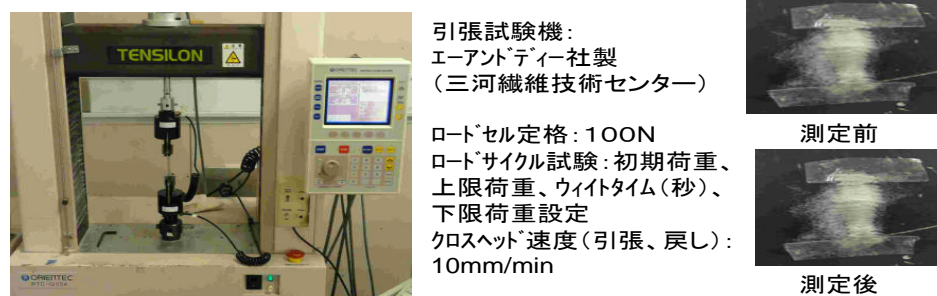 TENSILON
ORIENTEC
ORIENTEC
引張試験機：
エーアンドディー社製
（三河繊維技術センター）
ロードセル定格：100N
ロードサイクル試験：初期荷重、
上限荷重、ウィイトタイム（秒）、
下限荷重設定
クロスヘッド速度（引張、戻し）：
10mm/min
測定前
測定後